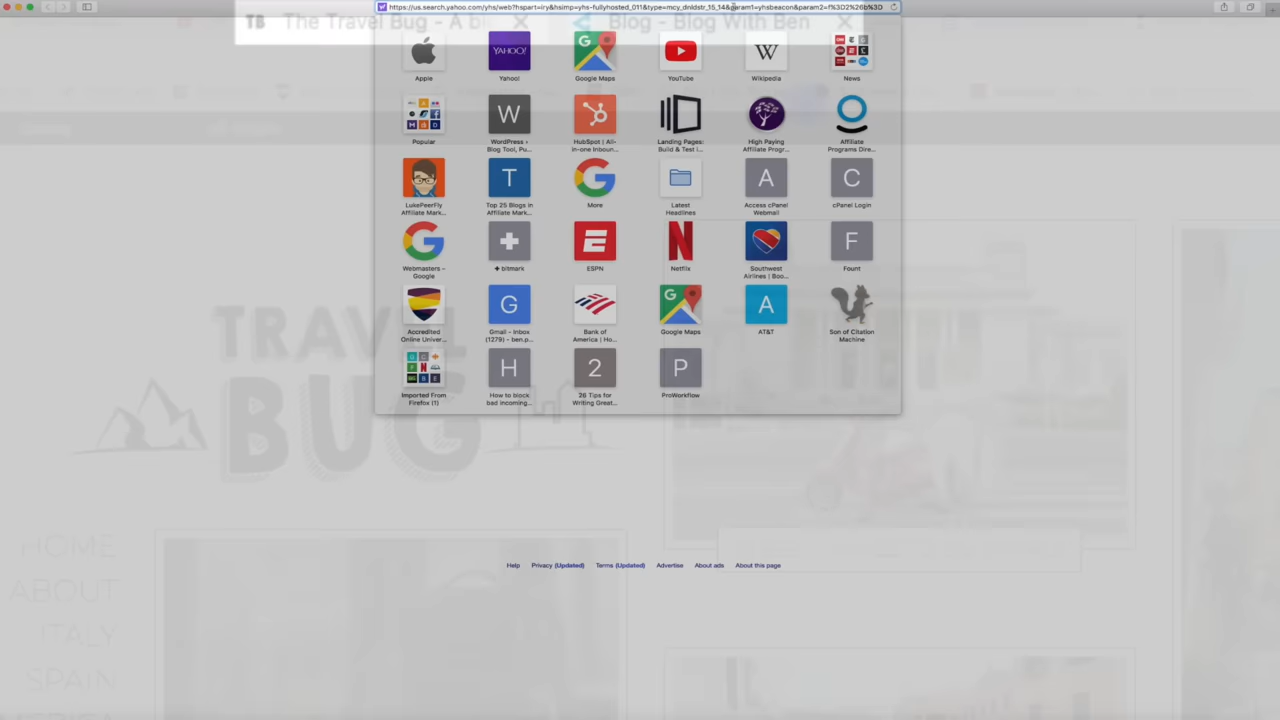 https://us.search.yahoo.com/yhs/web?hspart=iry&hsimp=yhs-fullyhosted_011&type=mcy_dnldstr_15_14&param1=yhsbeacon&param2=f%3D2%26b%3D
TB The Travel Bug - A bl
Blog - Blog With Ben
Apple
Yahoo!
Google Maps
YouTube
Wikipedia
News
YAHOO!
G
W
Popular
WordPress ›
Blog Tool, Pu...
HubSpot | All-
in-one Inboun...
Landing Pages:
Build & Test i...
High Paying
Affiliate Progr...
Affiliate
Programs Dire...
W
LukePeerFly
Affiliate Mark...
Top 25 Blogs in
Affiliate Mark...
More
Latest
Headlines
Access cPanel
Webmail
cPanel Login
T
G
A
C
Webmasters –
Google
+ bitmark
ESPN
Netflix
Southwest
Airlines | Boo...
Fount
G
E
N
F
Accredited
Online Univer...
Gmail - Inbox
(1279) - ben.p...
Bank of
America | Ho...
Google Maps
AT&T
Son of Citation
Machine
G
G
A
Imported From
Firefox (1)
How to block
bad incoming...
26 Tips for
Writing Great...
ProWorkflow
H
2
P
TRAVEL
BUG
HOME
ABOUT
ITALY
SPAIN
Help
Privacy (Updated)
Terms (Updated)
Advertise
About ads
About this page